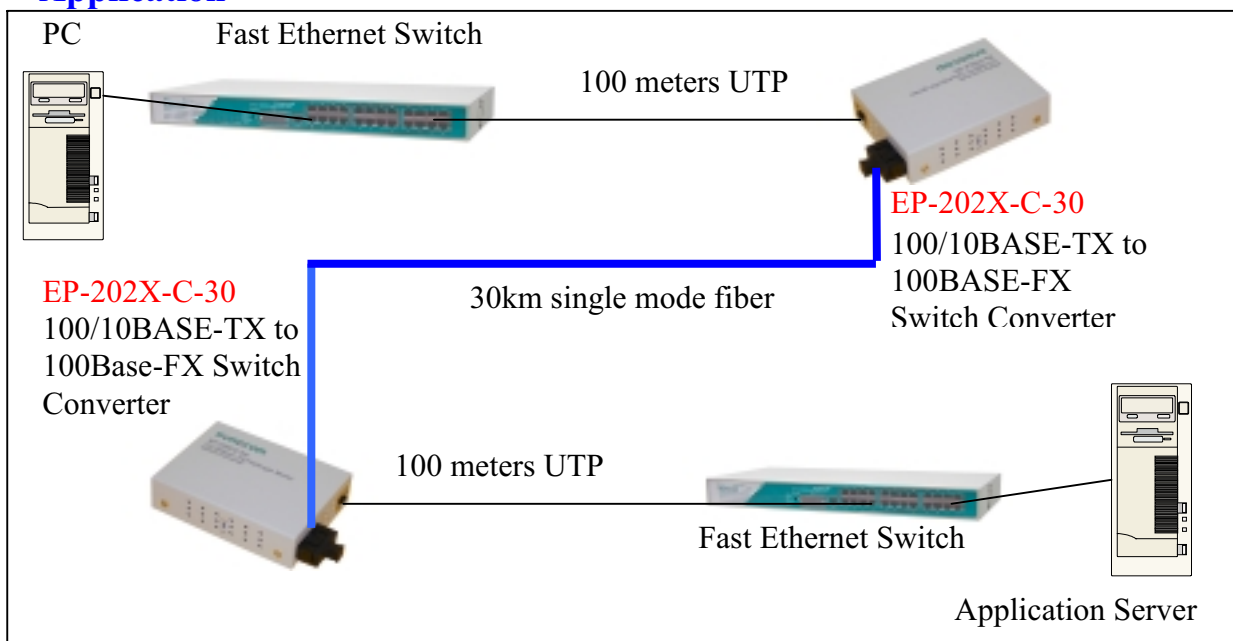 Application
PC
Fast Ethernet Switch
100 meters UTP
EP-202X-C-30
100/10BASE-TX to
100BASE-FX
Switch Converter
30km single mode fiber
EP-202X-C-30
100/10BASE-TX to
100Base-FX Switch
Converter
100 meters UTP
Fast Ethernet Switch
Application Server